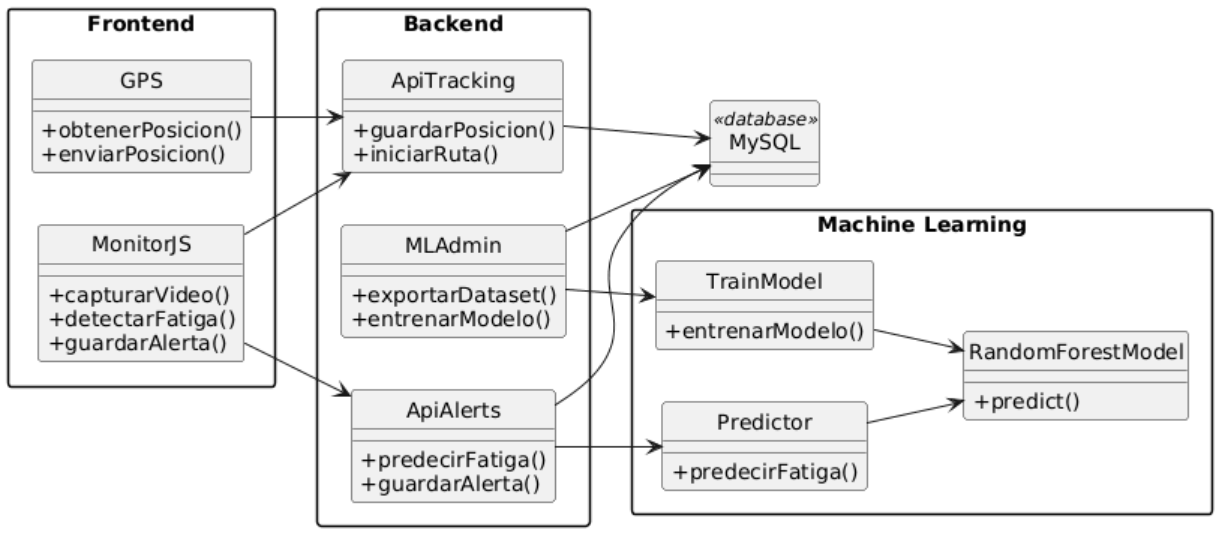 Frontend
GPS
+obtenerPosicion()
+enviarPosicion()
MonitorJS
+capturarVideo()
+detectarFatiga()
+guardarAlerta()
Backend
ApiTracking
+guardarPosicion()
+iniciarRuta()
MLAdmin
+exportarDataset()
+entrenarModelo()
ApiAlerts
+predecirFatiga()
+guardarAlerta()
«database»
MySQL
Machine Learning
TrainModel
+entrenarModelo()
Predictor
+predecirFatiga()
RandomForestModel
+predict()